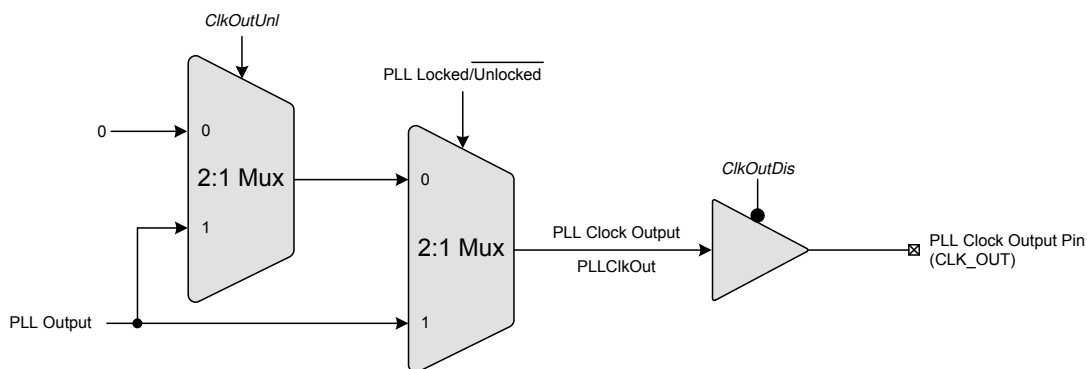 ClkOutUnl
PLL Locked/Unlocked
0
0
2:1 Mux
1
0
2:1 Mux
1
ClkOutDis
PLL Clock Output
PLLClkOut
PLL Clock Output Pin
(CLK_OUT)
PLL Output